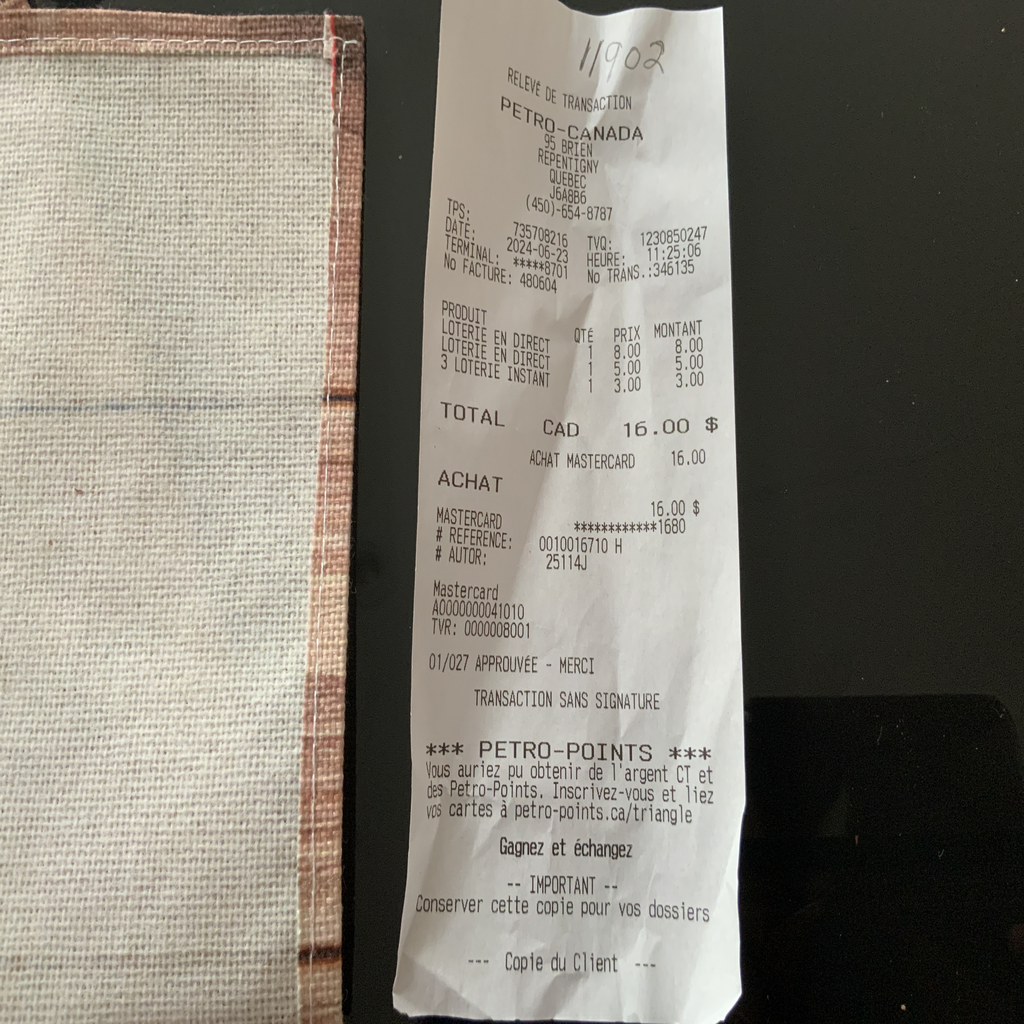 11902
RELEVÉ DE TRANSACTION
PETRO-CANADA
95 BRIEN
REPENTIGNY
QUEBEC
J6A8B6
(450)-654-8787
TPS: 735708216 TVQ: 1230850247
DATE: 2024-06-23 HEURE: 11:25:06
TERMINAL: *****8701 No TRANS.:346135
No FACTURE: 480604
PRODUIT QTÉ PRIX MONTANT
LOTERIE EN DIRECT 1 8.00 8.00
LOTERIE EN DIRECT 1 5.00 5.00
3 LOTERIE INSTANT 1 3.00 3.00
TOTAL CAD 16.00 $
ACHAT MASTERCARD 16.00
ACHAT
16.00 $
MASTERCARD ************1680
# REFERENCE: 0010016710 H
# AUTOR: 25114J
Mastercard
A0000000041010
TVR: 0000008001
01/027 APPROUVÉE - MERCI
TRANSACTION SANS SIGNATURE
*** PETRO-POINTS ***
Vous auriez pu obtenir de l'argent CT et
des Petro-Points. Inscrivez-vous et liez
vos cartes à petro-points.ca/triangle
Gagnez et échangez
-- IMPORTANT --
Conserver cette copie pour vos dossiers
--- Copie du Client ---